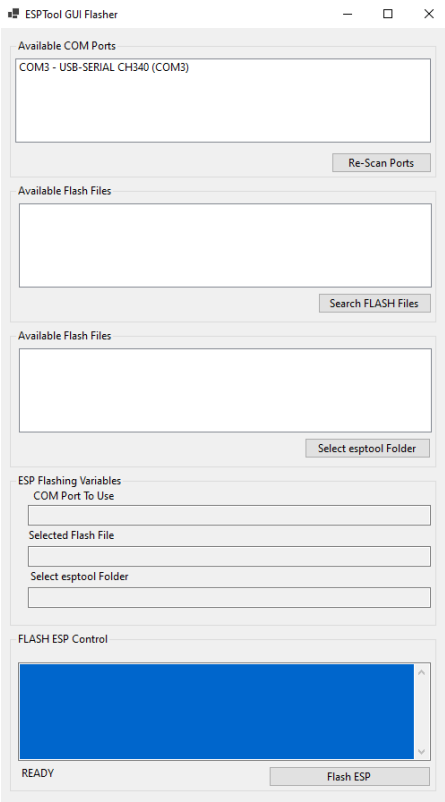 ESPTool GUI Flasher
Available COM Ports
COM3 - USB-SERIAL CH340 (COM3)
Re-Scan Ports
Available Flash Files
Search FLASH Files
Available Flash Files
Select esptool Folder
ESP Flashing Variables
COM Port To Use
Selected Flash File
Select esptool Folder
FLASH ESP Control
READY
Flash ESP